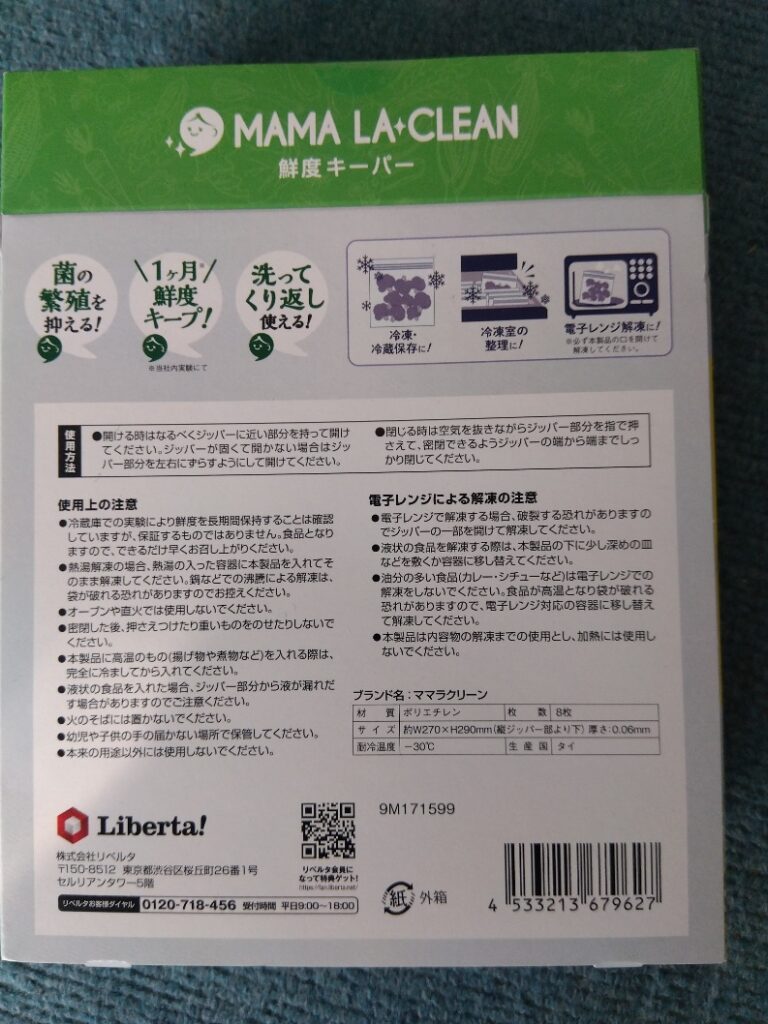 MAMA LA CLEAN
鮮度キーパー
菌の
繁殖を
抑える!
1ヶ月※
鮮度
キープ!
※当社内実験にて
洗って
くり返し
使える!
冷凍・
冷蔵保存に!
冷凍室の
整理に!
電子レンジ解凍に!
※必ず本製品の口を開けて
解凍してください。
使用方法
●開ける時はなるべくジッパーに近い部分を持って開け
てください。ジッパーが固くて開かない場合はジッ
パー部分を左右にずらすようにして開けてください。
●閉じる時は空気を抜きながらジッパー部分を指で押
さえて、密閉できるようジッパーの端から端までしっ
かり閉じてください。
使用上の注意
●冷蔵庫での実験により鮮度を長期間保持することは確認
していますが、保証するものではありません。食品となり
ますので、できるだけ早くお召し上がりください。
●熱湯解凍の場合、熱湯の入った容器に本製品を入れてそ
のまま解凍してください。鍋などでの沸騰による解凍は、
袋が破れる恐れがありますのでお控えください。
●オーブンや直火では使用しないでください。
●密閉した後、押さえつけたり重いものをのせたりしないで
ください。
●本製品に高温のもの(揚げ物や煮物など)を入れる際は、
完全に冷ましてから入れてください。
●液状の食品を入れた場合、ジッパー部分から液が漏れだ
す場合がありますのでご注意ください。
●火のそばには置かないでください。
●幼児や子供の手の届かない場所で保管してください。
●本来の用途以外には使用しないでください。
電子レンジによる解凍の注意
●電子レンジで解凍する場合、破裂する恐れがありますの
でジッパーの一部を開けて解凍してください。
●液状の食品を解凍する際は、本製品の下に少し深めの皿
などを敷くか容器に移し替えてください。
●油分の多い食品(カレー・シチューなど)は電子レンジでの
解凍をしないでください。食品が高温となり袋が破れる
恐れがありますので、電子レンジ対応の容器に移し替え
て解凍してください。
●本製品は内容物の解凍までの使用とし、加熱には使用し
ないでください。
ブランド名:ママラクリーン
材 質 ポリエチレン 枚 数 8枚
サイズ 約W270×H290mm(縦ジッパー部より下) 厚さ:0.06mm
耐冷温度 −30℃ 生産国 タイ
Liberta!
株式会社リベルタ
〒150-8512 東京都渋谷区桜丘町26番1号
セルリアンタワー5階
リベルタお客様ダイヤル 0120-718-456 受付時間 平日9:00〜18:00
リベルタ会員に
なって特典ゲット!
https://fan.liberta.net/
9M171599
紙 外箱
4 533213 679627